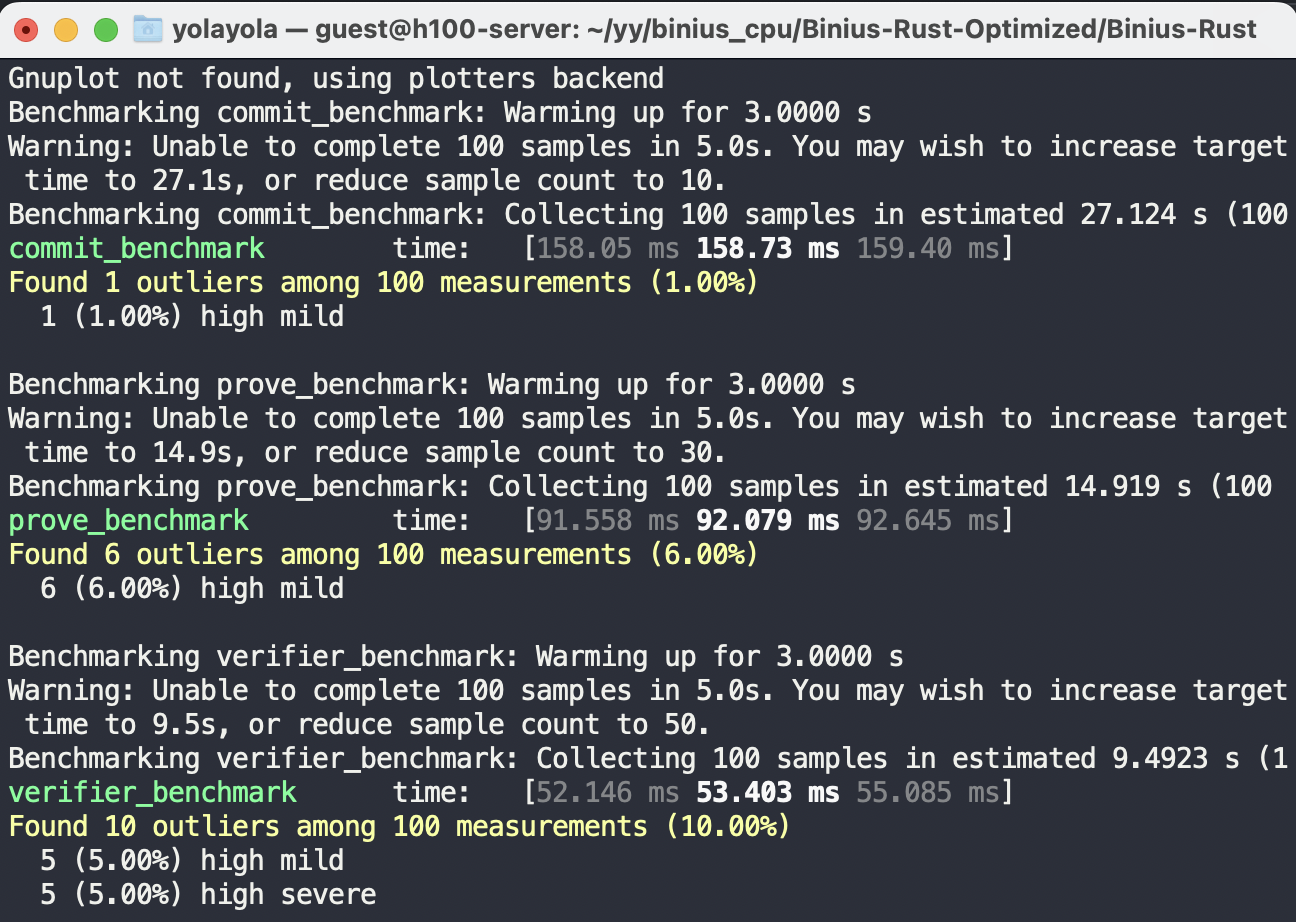 yolayola — guest@h100-server: ~/yy/binius_cpu/Binius-Rust-Optimized/Binius-Rust
Gnuplot not found, using plotters backend
Benchmarking commit_benchmark: Warming up for 3.0000 s
Warning: Unable to complete 100 samples in 5.0s. You may wish to increase target
 time to 27.1s, or reduce sample count to 10.
Benchmarking commit_benchmark: Collecting 100 samples in estimated 27.124 s (100
commit_benchmark        time:   [158.05 ms 158.73 ms 159.40 ms]
Found 1 outliers among 100 measurements (1.00%)
  1 (1.00%) high mild

Benchmarking prove_benchmark: Warming up for 3.0000 s
Warning: Unable to complete 100 samples in 5.0s. You may wish to increase target
 time to 14.9s, or reduce sample count to 30.
Benchmarking prove_benchmark: Collecting 100 samples in estimated 14.919 s (100
prove_benchmark         time:   [91.558 ms 92.079 ms 92.645 ms]
Found 6 outliers among 100 measurements (6.00%)
  6 (6.00%) high mild

Benchmarking verifier_benchmark: Warming up for 3.0000 s
Warning: Unable to complete 100 samples in 5.0s. You may wish to increase target
 time to 9.5s, or reduce sample count to 50.
Benchmarking verifier_benchmark: Collecting 100 samples in estimated 9.4923 s (1
verifier_benchmark      time:   [52.146 ms 53.403 ms 55.085 ms]
Found 10 outliers among 100 measurements (10.00%)
  5 (5.00%) high mild
  5 (5.00%) high severe